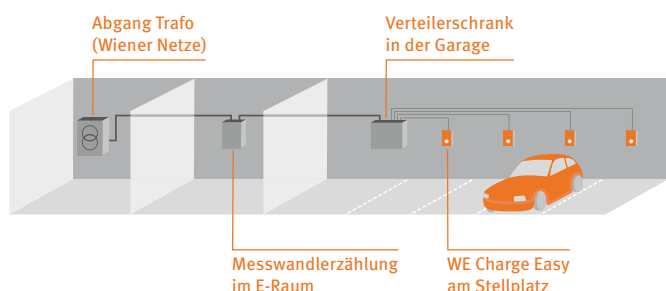 Abgang Trafo
(Wiener Netze)
Verteilerschrank
in der Garage
Messwandlerzählung
im E-Raum
WE Charge Easy
am Stellplatz